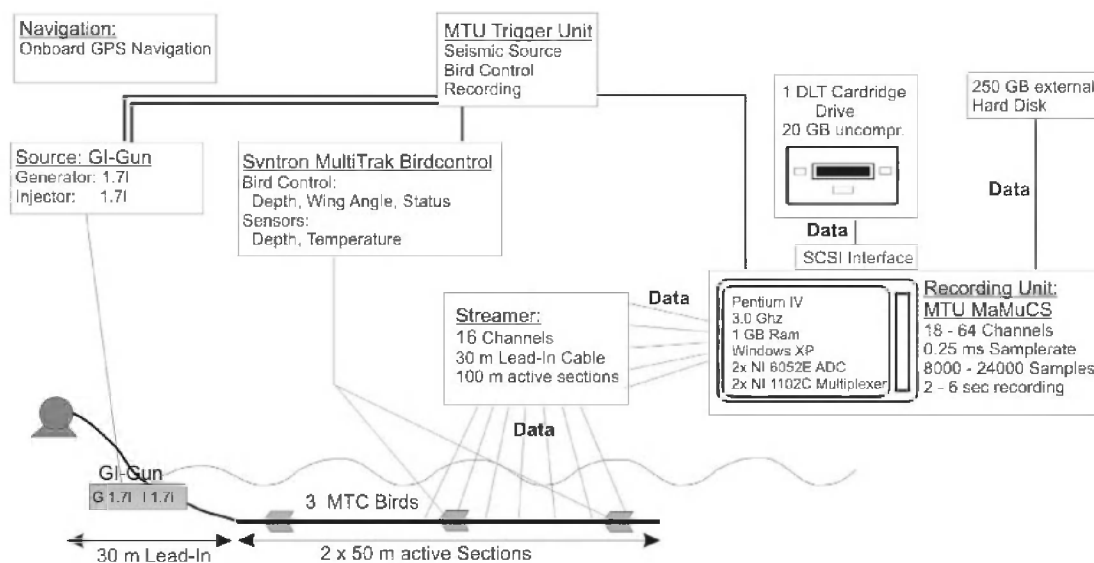 Navigation:
Onboard GPS Navigation
MTU Trigger Unit
Seismic Source
Bird Control
Recording
1 DLT Cardridge
Drive
20 GB uncompr.
250 GB external
Hard Disk
Source: GI-Gun
Generator: 1.7l
Injector: 1.7l
Syntron MultiTrak Birdcontrol
Bird Control:
Depth, Wing Angle, Status
Sensors:
Depth, Temperature
Data
Data
SCSI Interface
Streamer:
16 Channels
30 m Lead-In Cable
100 m active sections
Data
Pentium IV
3.0 Ghz
1 GB Ram
Windows XP
2x NI 6052E ADC
2x NI 1102C Multiplexer
Recording Unit:
MTU MaMuCS
18 - 64 Channels
0.25 ms Samplerate
8000 - 24000 Samples
2 - 6 sec recording
Data
GI-Gun
G 1.7l I 1.7l
3 MTC Birds
30 m Lead-In
2 x 50 m active Sections